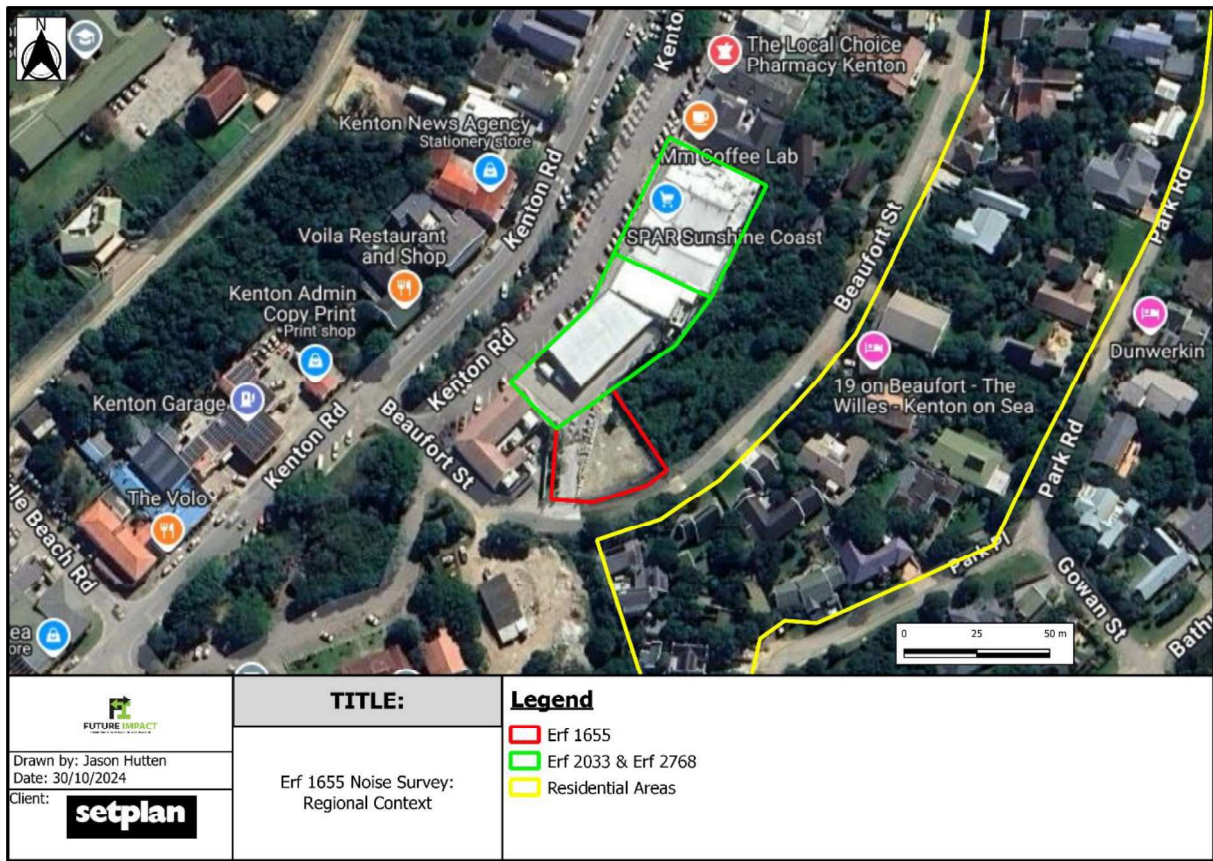 N
The Local Choice
Pharmacy Kenton
Kenton News Agency
Stationery store
Mm Coffee Lab
Kenton Rd
SPAR Sunshine Coast
Voila Restaurant
and Shop
Kenton Admin
Copy Print
Print shop
Kenton Garage
Kenton Rd
Kenton Rd
Beaufort St
Beaufort St
Park Rd
Dunwerkin
19 on Beaufort - The
Willes - Kenton on Sea
The Volo
Park Rd
Park Pl
Gowan St
0 25 50 m
FUTURE IMPACT
Drawn by: Jason Hutten
Date: 30/10/2024
Client:
setplan
TITLE:
Erf 1655 Noise Survey:
Regional Context
Legend
Erf 1655
Erf 2033 & Erf 2768
Residential Areas